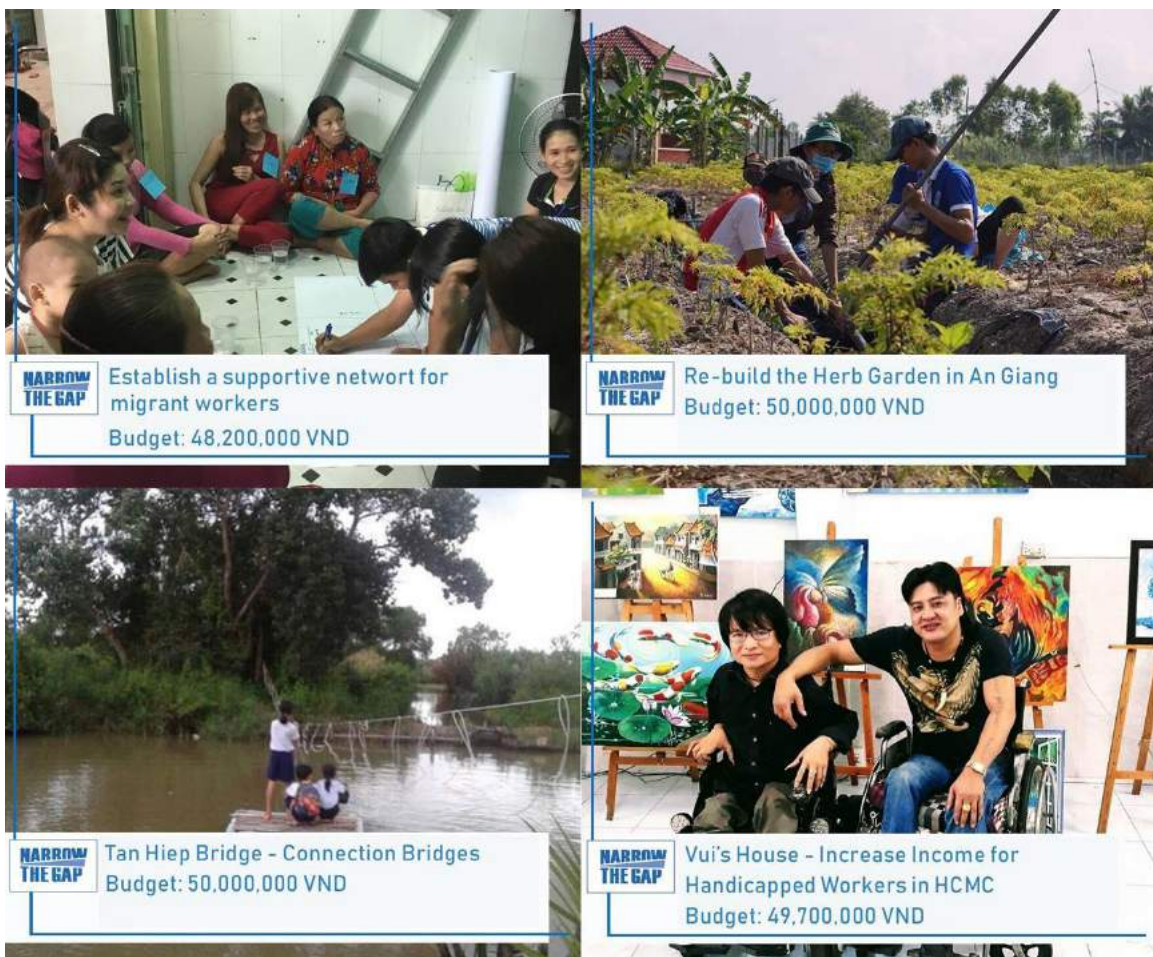 NARROW
THE GAP
Establish a supportive networt for
migrant workers
Budget: 48,200,000 VND
NARROW
THE GAP
Re-build the Herb Garden in An Giang
Budget: 50,000,000 VND
NARROW
THE GAP
Tan Hiep Bridge - Connection Bridges
Budget: 50,000,000 VND
NARROW
THE GAP
Vui's House - Increase Income for
Handicapped Workers in HCMC
Budget: 49,700,000 VND